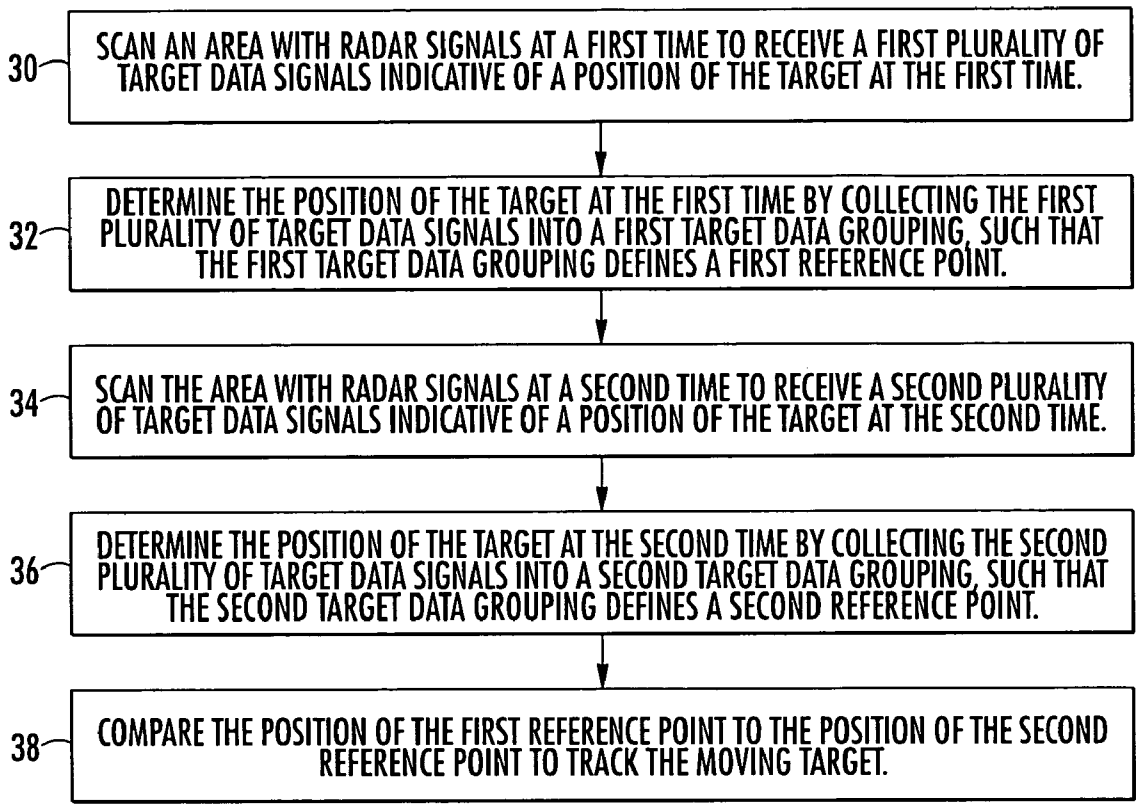 30
SCAN AN AREA WITH RADAR SIGNALS AT A FIRST TIME TO RECEIVE A FIRST PLURALITY OF
TARGET DATA SIGNALS INDICATIVE OF A POSITION OF THE TARGET AT THE FIRST TIME.
32
DETERMINE THE POSITION OF THE TARGET AT THE FIRST TIME BY COLLECTING THE FIRST
PLURALITY OF TARGET DATA SIGNALS INTO A FIRST TARGET DATA GROUPING, SUCH THAT
THE FIRST TARGET DATA GROUPING DEFINES A FIRST REFERENCE POINT.
34
SCAN THE AREA WITH RADAR SIGNALS AT A SECOND TIME TO RECEIVE A SECOND PLURALITY
OF TARGET DATA SIGNALS INDICATIVE OF A POSITION OF THE TARGET AT THE SECOND TIME.
36
DETERMINE THE POSITION OF THE TARGET AT THE SECOND TIME BY COLLECTING THE SECOND
PLURALITY OF TARGET DATA SIGNALS INTO A SECOND TARGET DATA GROUPING, SUCH THAT
THE SECOND TARGET DATA GROUPING DEFINES A SECOND REFERENCE POINT.
38
COMPARE THE POSITION OF THE FIRST REFERENCE POINT TO THE POSITION OF THE SECOND
REFERENCE POINT TO TRACK THE MOVING TARGET.